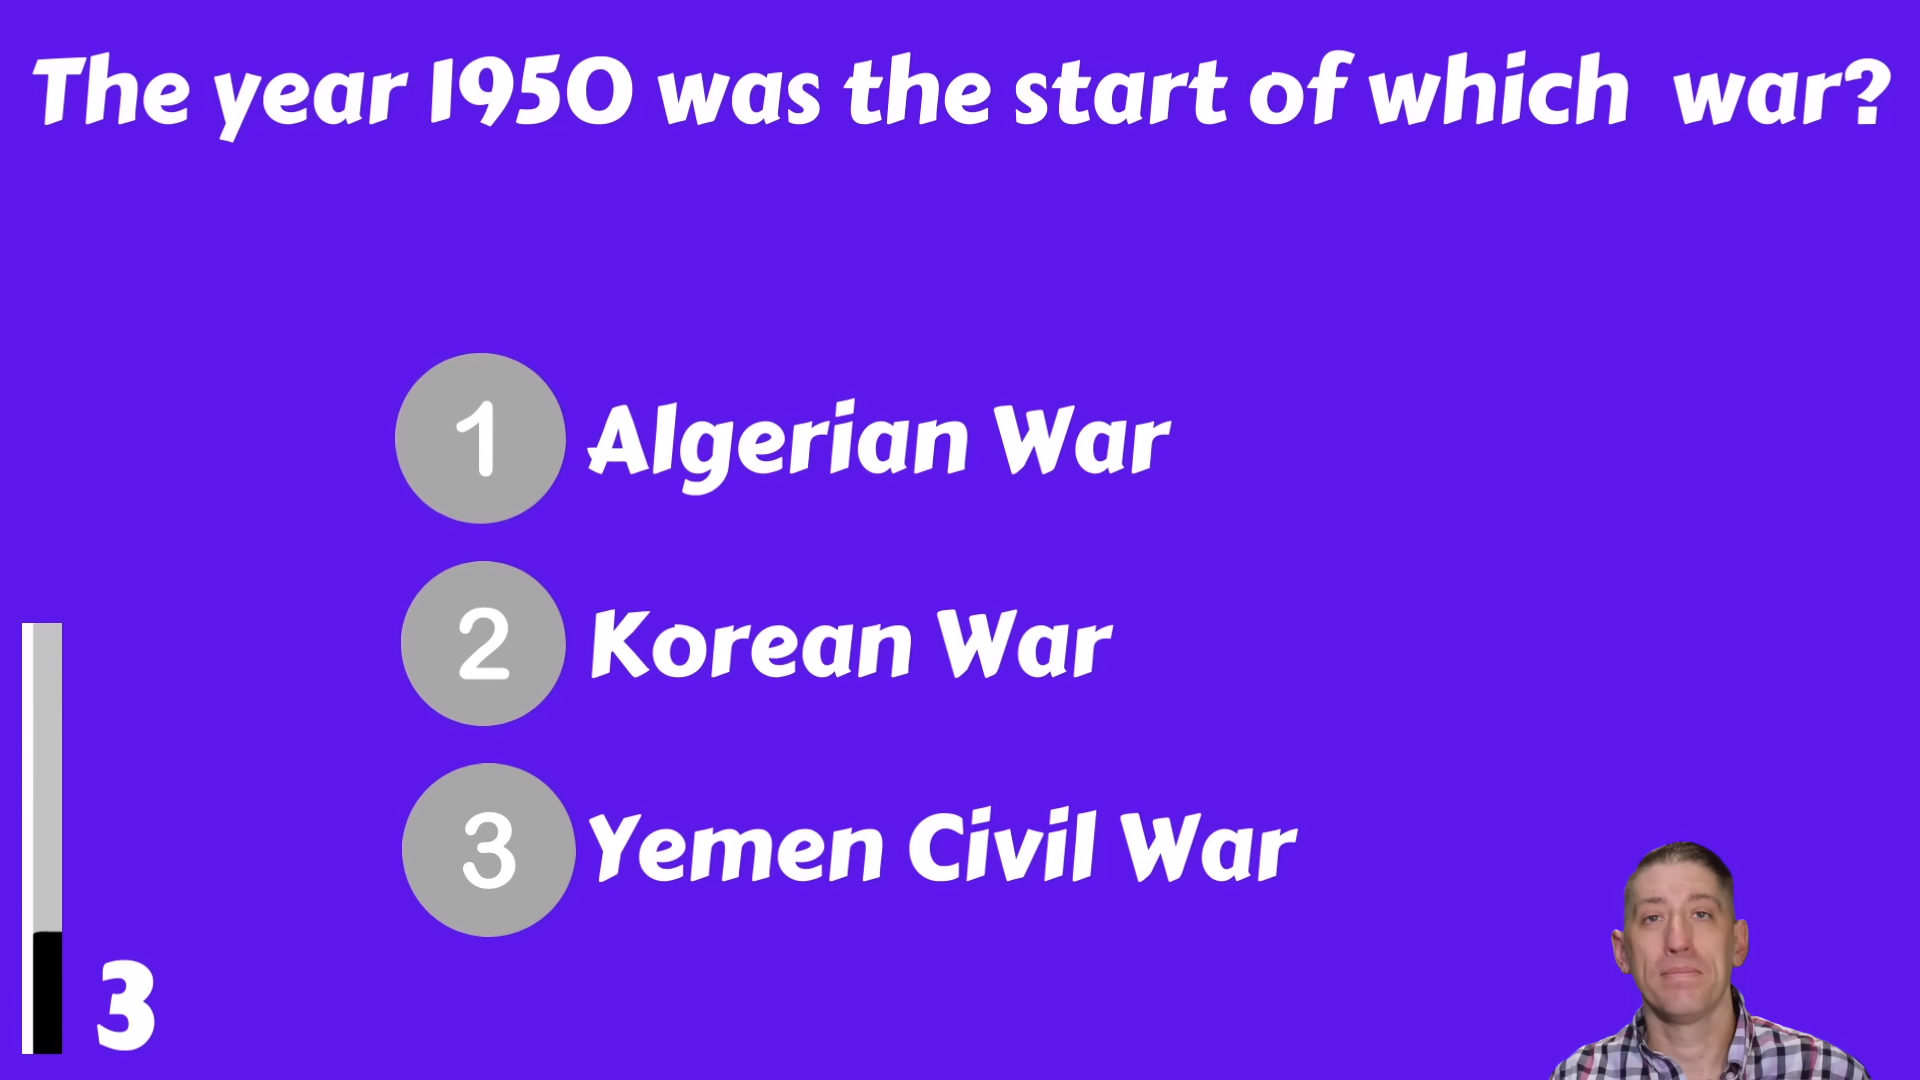 The year 1950 was the start of which war?
1 Algerian War
2 Korean War
3 Yemen Civil War
3